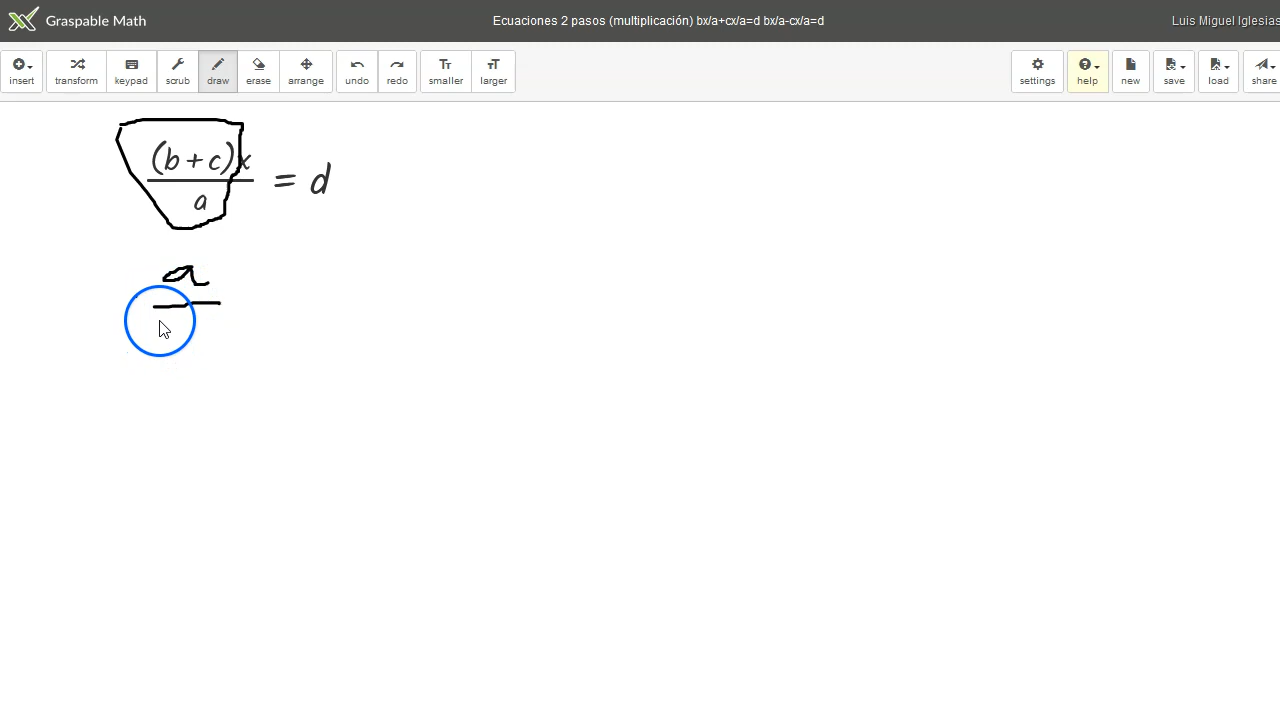 Graspable Math
Ecuaciones 2 pasos (multiplicación) bx/a+cx/a=d bx/a-cx/a=d
Luis Miguel Iglesias
insert transform keypad scrub draw erase arrange undo redo smaller larger settings help new save load share
(b + c)x
a
= d
a